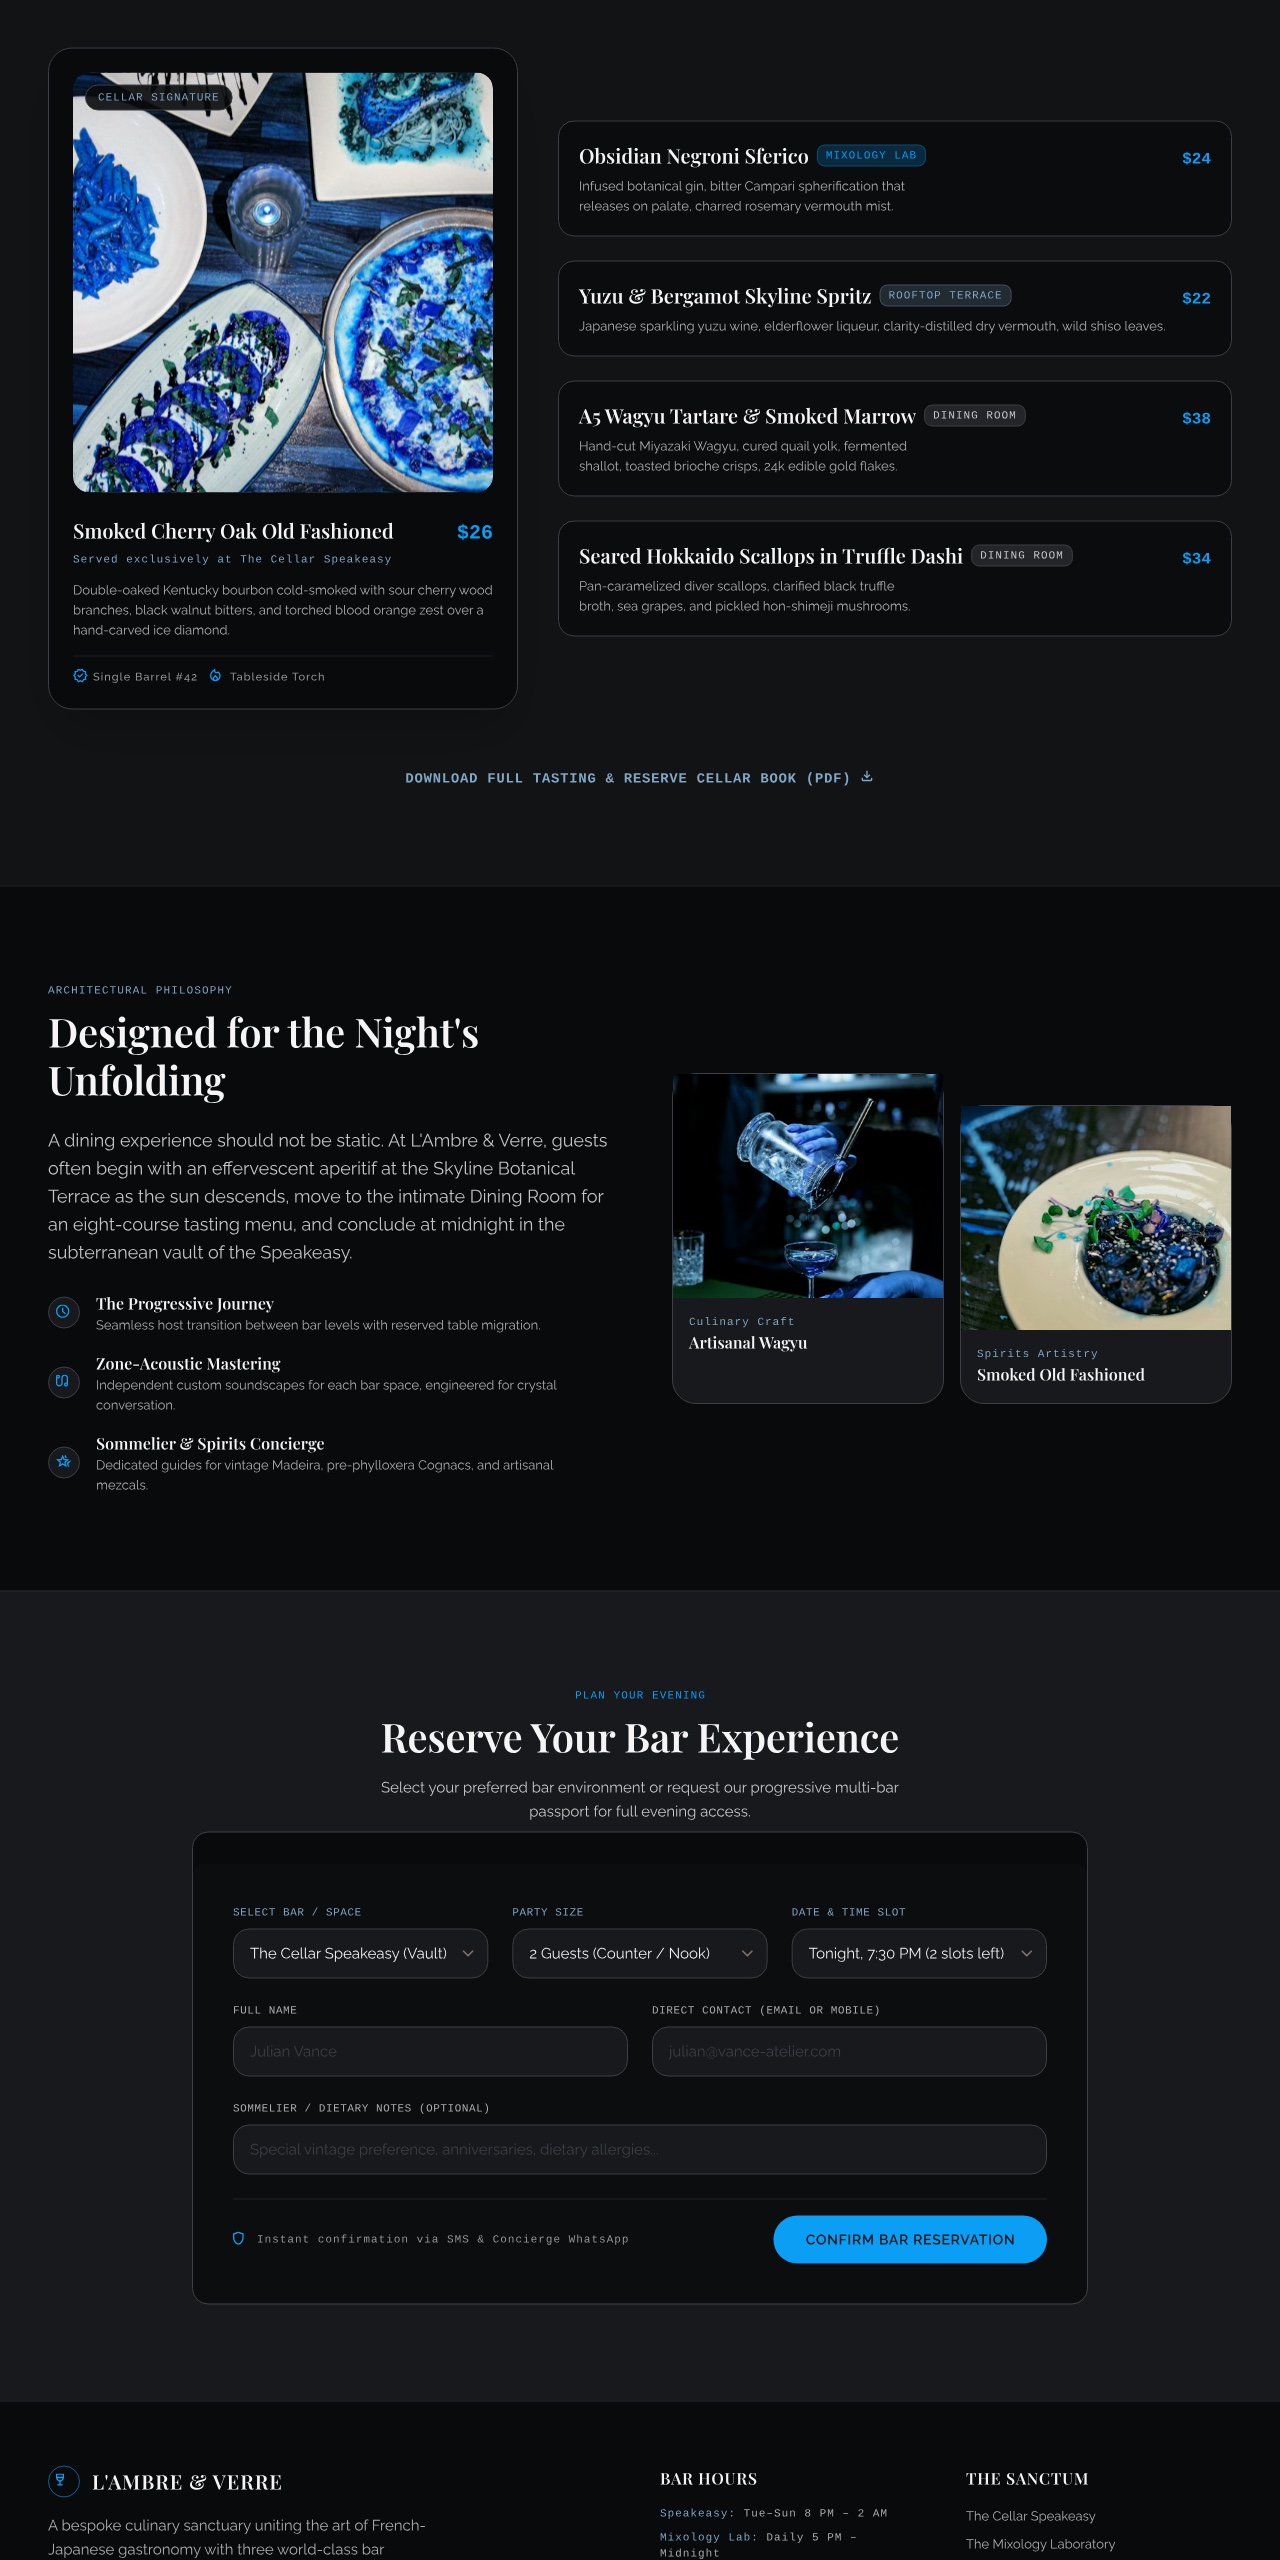 CELLAR SIGNATURE
Smoked Cherry Oak Old Fashioned $26
Served exclusively at The Cellar Speakeasy
Double-oaked Kentucky bourbon cold-smoked with sour cherry wood
branches, black walnut bitters, and torched blood orange zest over a
hand-carved ice diamond.
Single Barrel #42 Tableside Torch
Obsidian Negroni Sferico MIXOLOGY LAB $24
Infused botanical gin, bitter Campari spherification that
releases on palate, charred rosemary vermouth mist.
Yuzu & Bergamot Skyline Spritz ROOFTOP TERRACE $22
Japanese sparkling yuzu wine, elderflower liqueur, clarity-distilled dry vermouth, wild shiso leaves.
A5 Wagyu Tartare & Smoked Marrow DINING ROOM $38
Hand-cut Miyazaki Wagyu, cured quail yolk, fermented
shallot, toasted brioche crisps, 24k edible gold flakes.
Seared Hokkaido Scallops in Truffle Dashi DINING ROOM $34
Pan-caramelized diver scallops, clarified black truffle
broth, sea grapes, and pickled hon-shimeji mushrooms.
DOWNLOAD FULL TASTING & RESERVE CELLAR BOOK (PDF)
ARCHITECTURAL PHILOSOPHY
Designed for the Night's
Unfolding
A dining experience should not be static. At L'Ambre & Verre, guests
often begin with an effervescent aperitif at the Skyline Botanical
Terrace as the sun descends, move to the intimate Dining Room for
an eight-course tasting menu, and conclude at midnight in the
subterranean vault of the Speakeasy.
The Progressive Journey
Seamless host transition between bar levels with reserved table migration.
Zone-Acoustic Mastering
Independent custom soundscapes for each bar space, engineered for crystal
conversation.
Sommelier & Spirits Concierge
Dedicated guides for vintage Madeira, pre-phylloxera Cognacs, and artisanal
mezcals.
Culinary Craft
Artisanal Wagyu
Spirits Artistry
Smoked Old Fashioned
PLAN YOUR EVENING
Reserve Your Bar Experience
Select your preferred bar environment or request our progressive multi-bar
passport for full evening access.
SELECT BAR / SPACE PARTY SIZE DATE & TIME SLOT
The Cellar Speakeasy (Vault) 2 Guests (Counter / Nook) Tonight, 7:30 PM (2 slots left)
FULL NAME DIRECT CONTACT (EMAIL OR MOBILE)
Julian Vance julian@vance-atelier.com
SOMMELIER / DIETARY NOTES (OPTIONAL)
Special vintage preference, anniversaries, dietary allergies...
Instant confirmation via SMS & Concierge WhatsApp CONFIRM BAR RESERVATION
L'AMBRE & VERRE
A bespoke culinary sanctuary uniting the art of French-
Japanese gastronomy with three world-class bar
BAR HOURS
Speakeasy: Tue–Sun 8 PM – 2 AM
Mixology Lab: Daily 5 PM –
Midnight
THE SANCTUM
The Cellar Speakeasy
The Mixology Laboratory